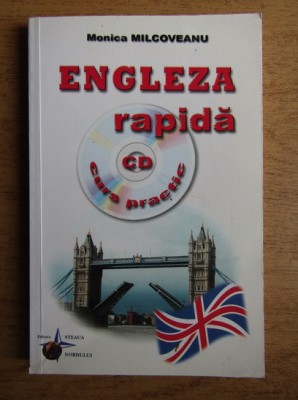 Monica MILCOVEANU
ENGLEZA
rapidă
CD
curs practic
Editura STEAUA
NORDULUI